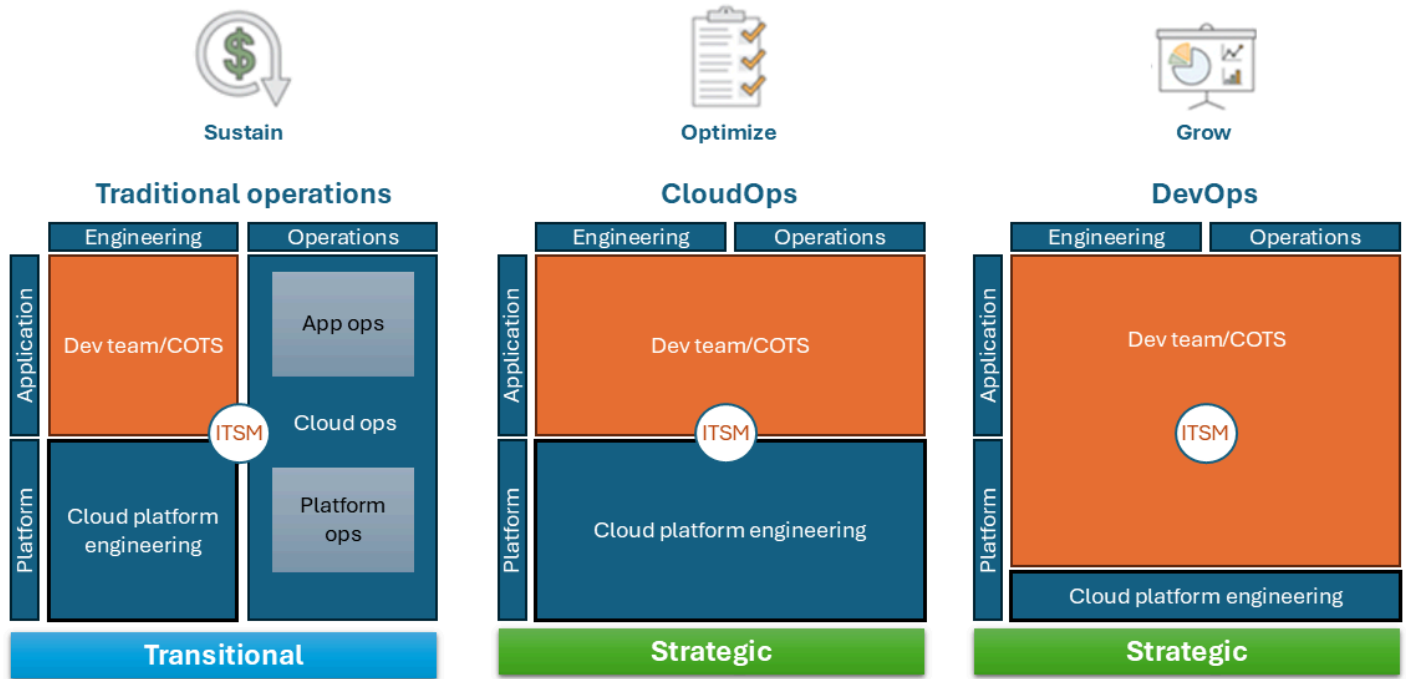 Sustain
Optimize
Grow
Traditional operations
Engineering
Operations
Application
Platform
Dev team/COTS
App ops
ITSM
Cloud ops
Cloud platform
engineering
Platform
ops
Transitional
CloudOps
Engineering
Operations
Application
Platform
Dev team/COTS
ITSM
Cloud platform engineering
Strategic
DevOps
Engineering
Operations
Application
Platform
Dev team/COTS
ITSM
Cloud platform engineering
Strategic